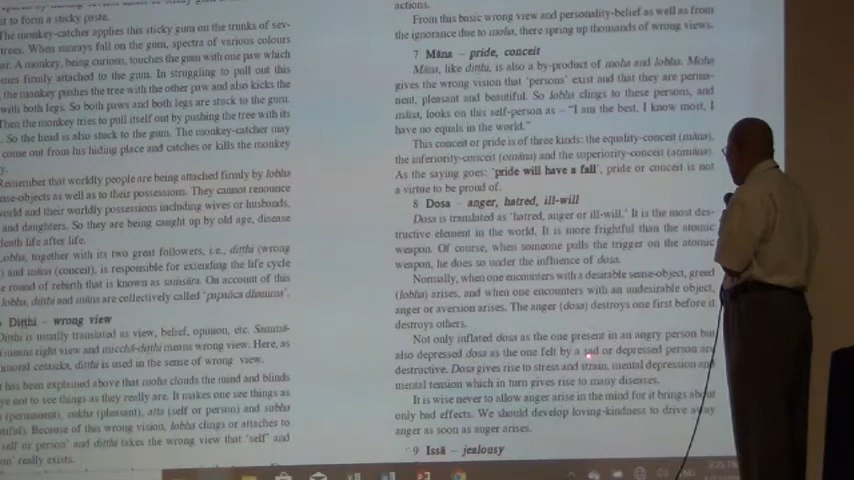 ut to form a sticky paste.
The monkey-catcher applies this sticky gum on the trunks of sev-
trees. When sunrays fall on the gum, spectra of various colours
ar. A monkey, being curious, touches the gum with one paw which
mes firmly attached to the gum. In struggling to pull out this
, the monkey pushes the tree with the other paw and also kicks the
with both legs. So both paws and both legs are stuck to the gum.
Then the monkey tries to pull itself out by pushing the tree with its
. So the head is also stuck to the gum. The monkey-catcher may
come out from his hiding place and catches or kills the monkey
y.
Remember that worldly people are being attached firmly by lobha
nse-objects as well as to their possessions. They cannot renounce
world and their worldly possessions including wives or husbands,
and daughters. So they are being caught up by old age, disease
death life after life.
Lobha, together with its two great followers, i.e., diṭṭhi (wrong
) and māna (conceit), is responsible for extending the life cycle
e round of rebirth that is known as saṁsāra. On account of this
lobha, diṭṭhi and māna are collectively called 'papañca dhamma'.
Diṭṭhi – wrong view
Diṭṭhi is usually translated as view, belief, opinion, etc. Sammā-
means right view and micchā-diṭṭhi means wrong view. Here, as
immoral cetasika, diṭṭhi is used in the sense of wrong view.
t has been explained above that moha clouds the mind and blinds
ye not to see things as they really are. It makes one see things as
(permanent), sukha (pleasant), atta (self or person) and subha
utiful). Because of this wrong vision, lobha clings or attaches to
'self or person' and diṭṭhi takes the wrong view that 'self' and
on' really exists.
actions.
From this basic wrong view and personality-belief as well as from
the ignorance due to moha, there spring up thousands of wrong views.
7 Māna – pride, conceit
Māna, like diṭṭhi, is also a by-product of moha and lobha. Moha
gives the wrong vision that 'persons' exist and that they are perma-
nent, pleasant and beautiful. So lobha clings to these persons, and
māna, looks on this self-person as – "I am the best, I know most, I
have no equals in the world."
This conceit or pride is of three kinds: the equality-conceit (māna),
the inferiority-conceit (omāna) and the superiority-conceit (atimāna).
As the saying goes: 'pride will have a fall', pride or conceit is not
a virtue to be proud of.
8 Dosa – anger, hatred, ill-will
Dosa is translated as 'hatred, anger or ill-will.' It is the most des-
tructive element in the world. It is more frightful than the atomic
weapon. Of course, when someone pulls the trigger on the atomic
weapon, he does so under the influence of dosa.
Normally, when one encounters with a desirable sense-object, greed
(lobha) arises, and when one encounters with an undesirable object,
anger or aversion arises. The anger (dosa) destroys one first before it
destroys others.
Not only inflated dosa as the one present in an angry person but
also depressed dosa as the one felt by a sad or depressed person are
destructive. Dosa gives rise to stress and strain, mental depression and
mental tension which in turn gives rise to many diseases.
It is wise never to allow anger arise in the mind for it brings about
only bad effects. We should develop loving-kindness to drive away
anger as soon as anger arises.
9 Issā – jealousy